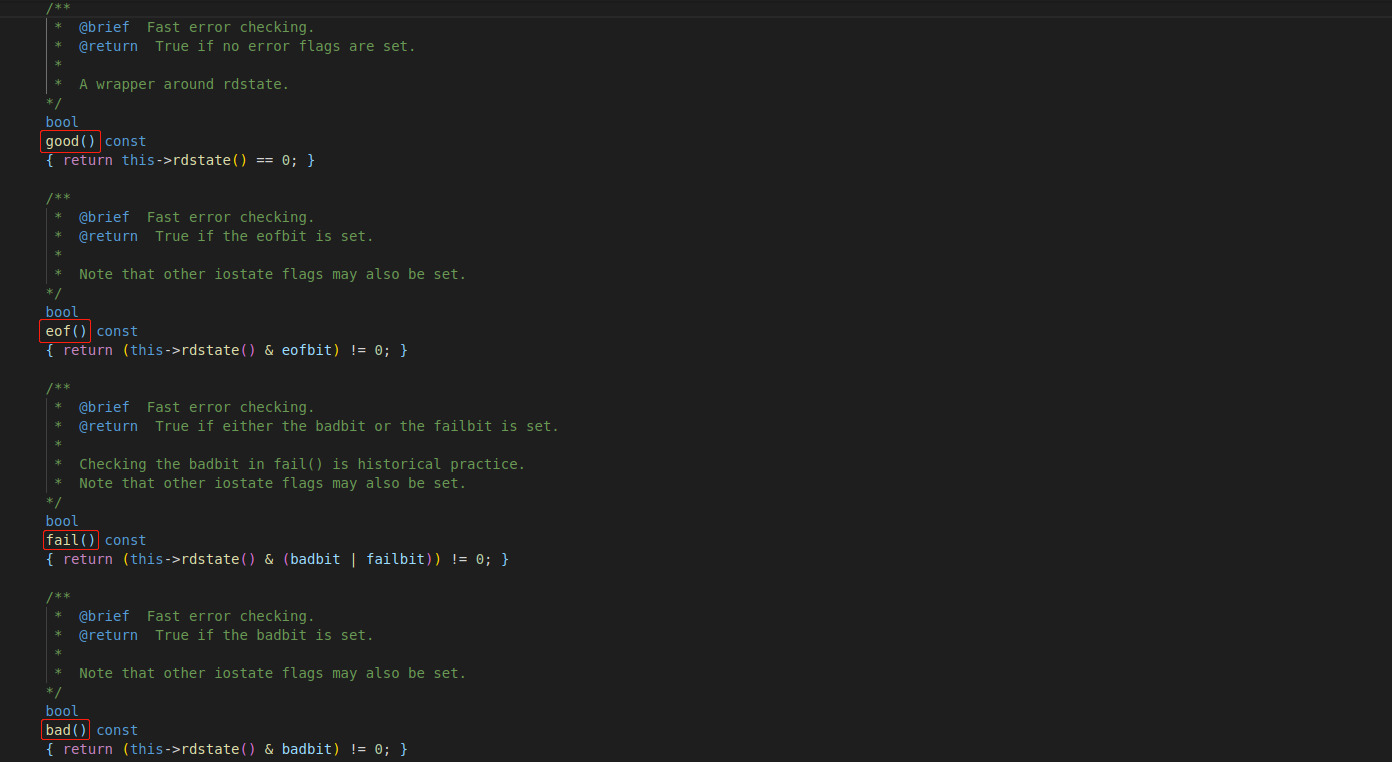 /**
* @brief Fast error checking.
* @return True if no error flags are set.
*
* A wrapper around rdstate.
*/
bool
good() const
{ return this->rdstate() == 0; }
/**
* @brief Fast error checking.
* @return True if the eofbit is set.
*
* Note that other iostate flags may also be set.
*/
bool
eof() const
{ return (this->rdstate() & eofbit) != 0; }
/**
* @brief Fast error checking.
* @return True if either the badbit or the failbit is set.
*
* Checking the badbit in fail() is historical practice.
* Note that other iostate flags may also be set.
*/
bool
fail() const
{ return (this->rdstate() & (badbit | failbit)) != 0; }
/**
* @brief Fast error checking.
* @return True if the badbit is set.
*
* Note that other iostate flags may also be set.
*/
bool
bad() const
{ return (this->rdstate() & badbit) != 0; }